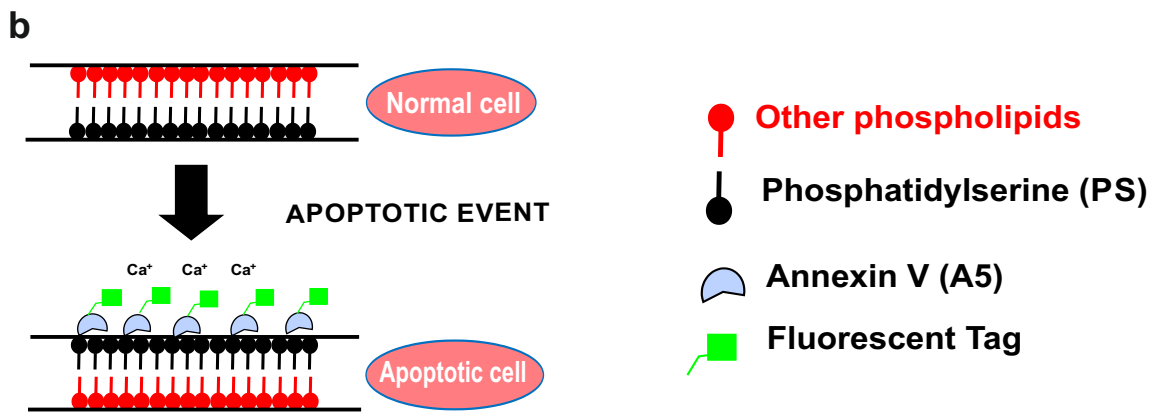 b
Normal cell
Other phospholipids
Phosphatidylserine (PS)
APOPTOTIC EVENT
Ca⁺ Ca⁺ Ca⁺
Annexin V (A5)
Fluorescent Tag
Apoptotic cell